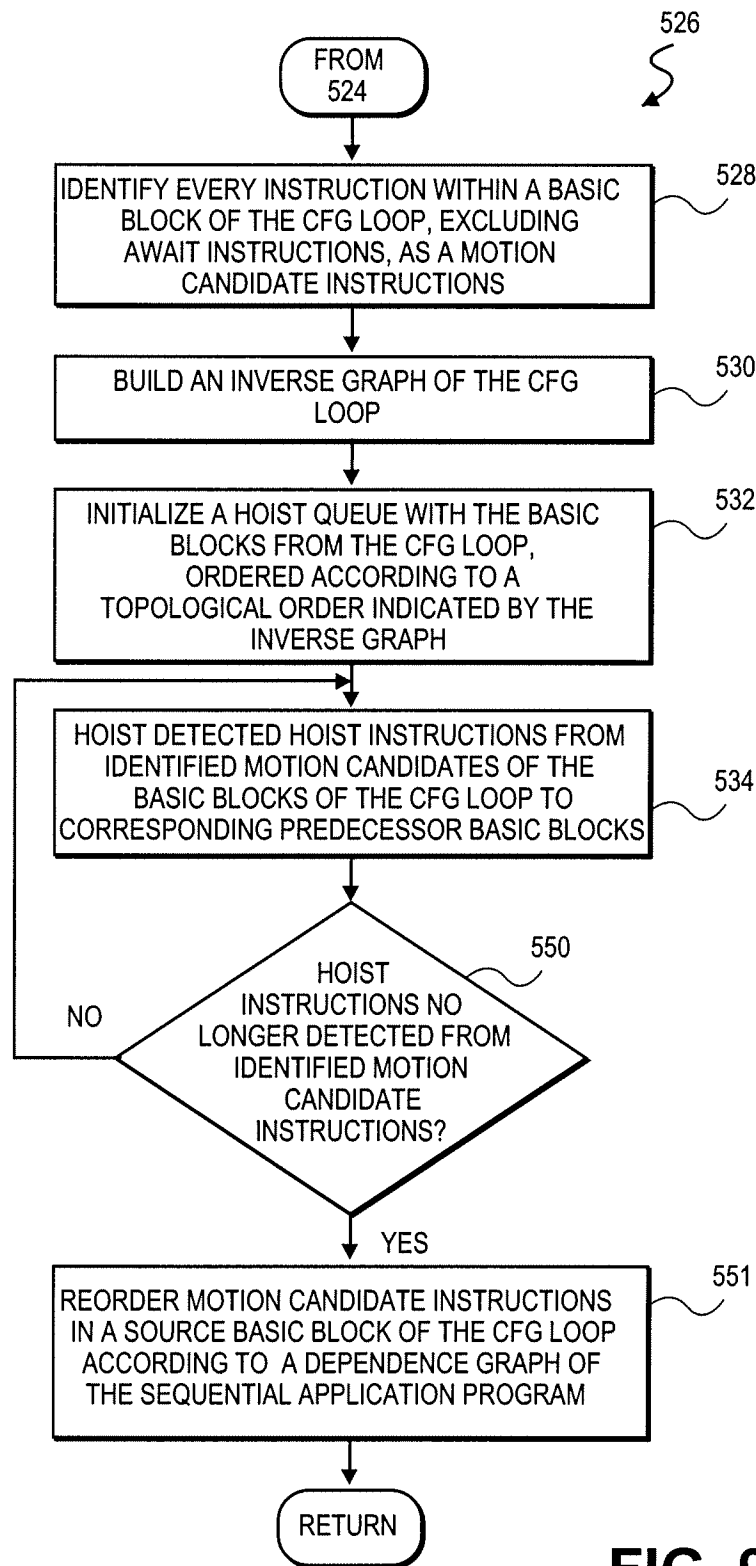 526
FROM
524
IDENTIFY EVERY INSTRUCTION WITHIN A BASIC
BLOCK OF THE CFG LOOP, EXCLUDING
AWAIT INSTRUCTIONS, AS A MOTION
CANDIDATE INSTRUCTIONS
528
BUILD AN INVERSE GRAPH OF THE CFG
LOOP
530
INITIALIZE A HOIST QUEUE WITH THE BASIC
BLOCKS FROM THE CFG LOOP,
ORDERED ACCORDING TO A
TOPOLOGICAL ORDER INDICATED BY THE
INVERSE GRAPH
532
HOIST DETECTED HOIST INSTRUCTIONS FROM
IDENTIFIED MOTION CANDIDATES OF THE
BASIC BLOCKS OF THE CFG LOOP TO
CORRESPONDING PREDECESSOR BASIC BLOCKS
534
550
HOIST
INSTRUCTIONS NO
LONGER DETECTED FROM
IDENTIFIED MOTION
CANDIDATE
INSTRUCTIONS?
NO
YES
551
REORDER MOTION CANDIDATE INSTRUCTIONS
IN A SOURCE BASIC BLOCK OF THE CFG LOOP
ACCORDING TO A DEPENDENCE GRAPH OF
THE SEQUENTIAL APPLICATION PROGRAM
RETURN
FIG.